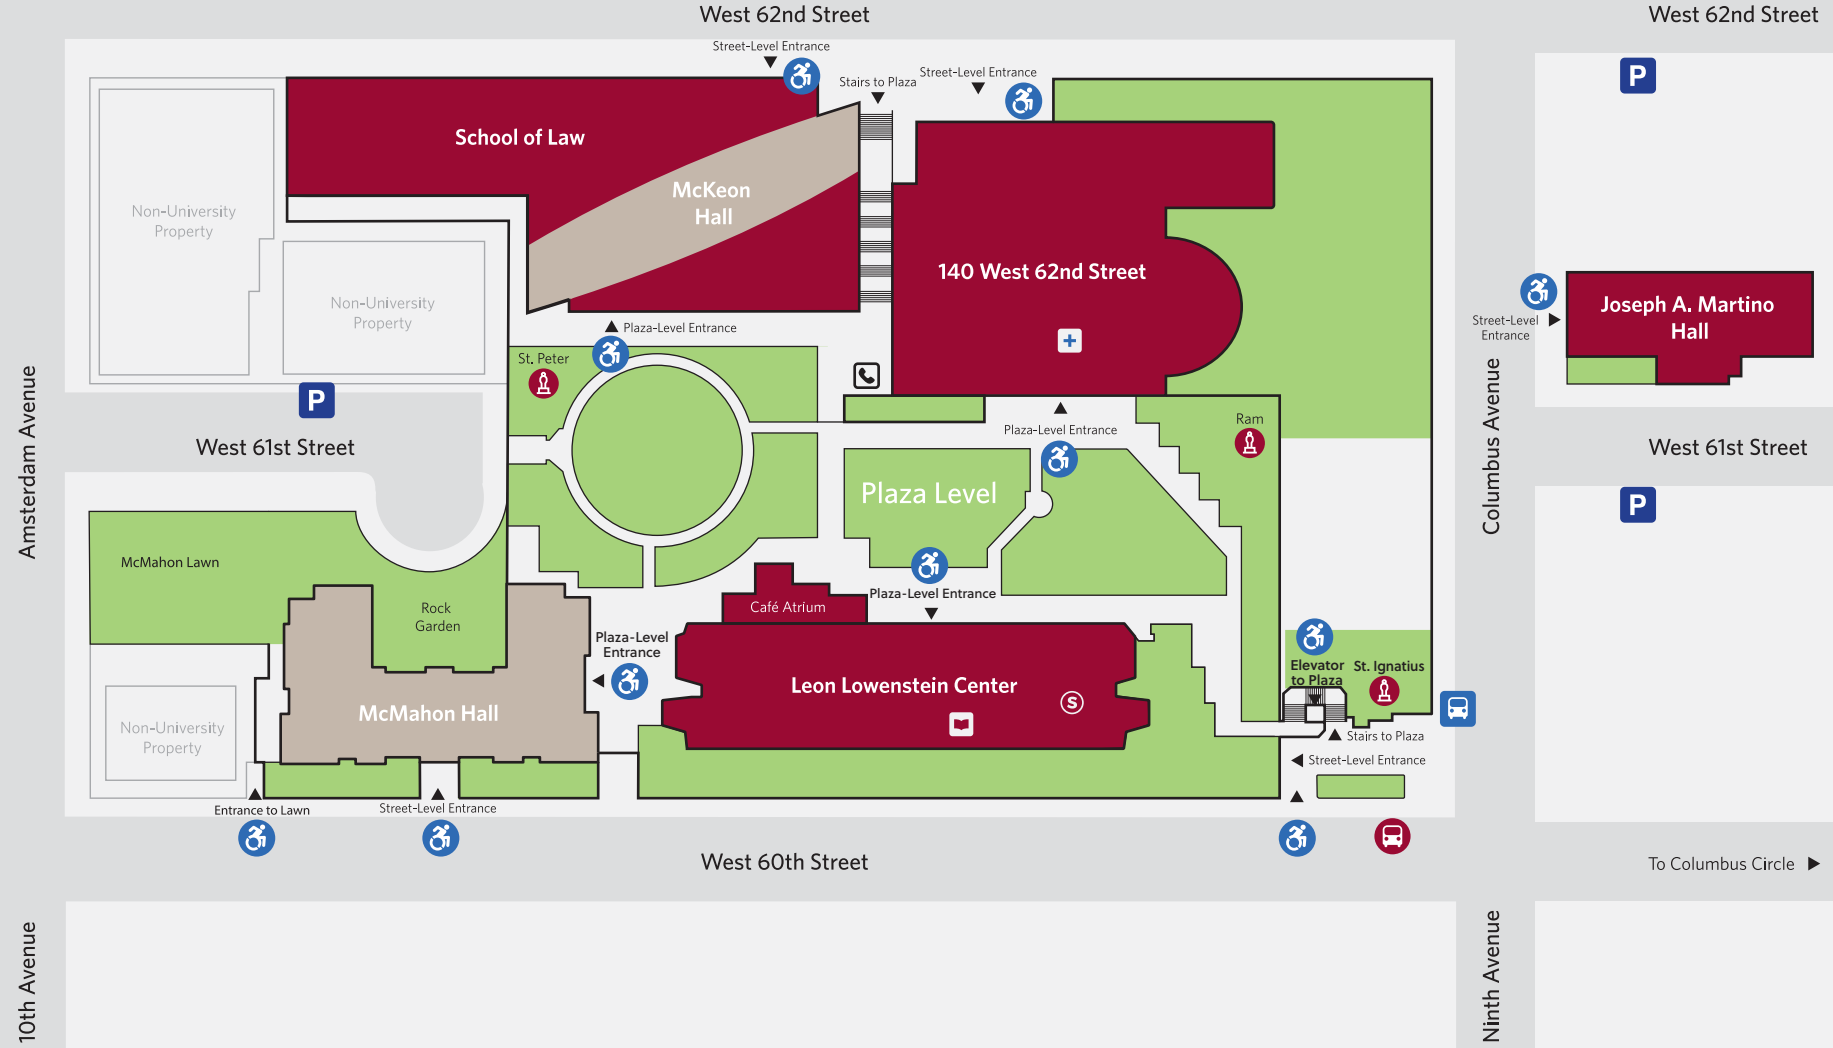 West 62nd Street
West 62nd Street
Street-Level Entrance
Stairs to Plaza
Street-Level Entrance
P
School of Law
McKeon
Hall
Non-University
Property
140 West 62nd Street
Non-University
Property
Joseph A. Martino
Hall
Street-Level
Entrance
Plaza-Level Entrance
St. Peter
P
Amsterdam Avenue
Columbus Avenue
West 61st Street
Plaza-Level Entrance
Ram
West 61st Street
Plaza Level
P
McMahon Lawn
Rock
Garden
Café Atrium
Plaza-Level Entrance
Plaza-Level
Entrance
Elevator
to Plaza
St. Ignatius
Leon Lowenstein Center
S
McMahon Hall
Non-University
Property
Stairs to Plaza
Street-Level Entrance
Entrance to Lawn
Street-Level Entrance
West 60th Street
To Columbus Circle
10th Avenue
Ninth Avenue